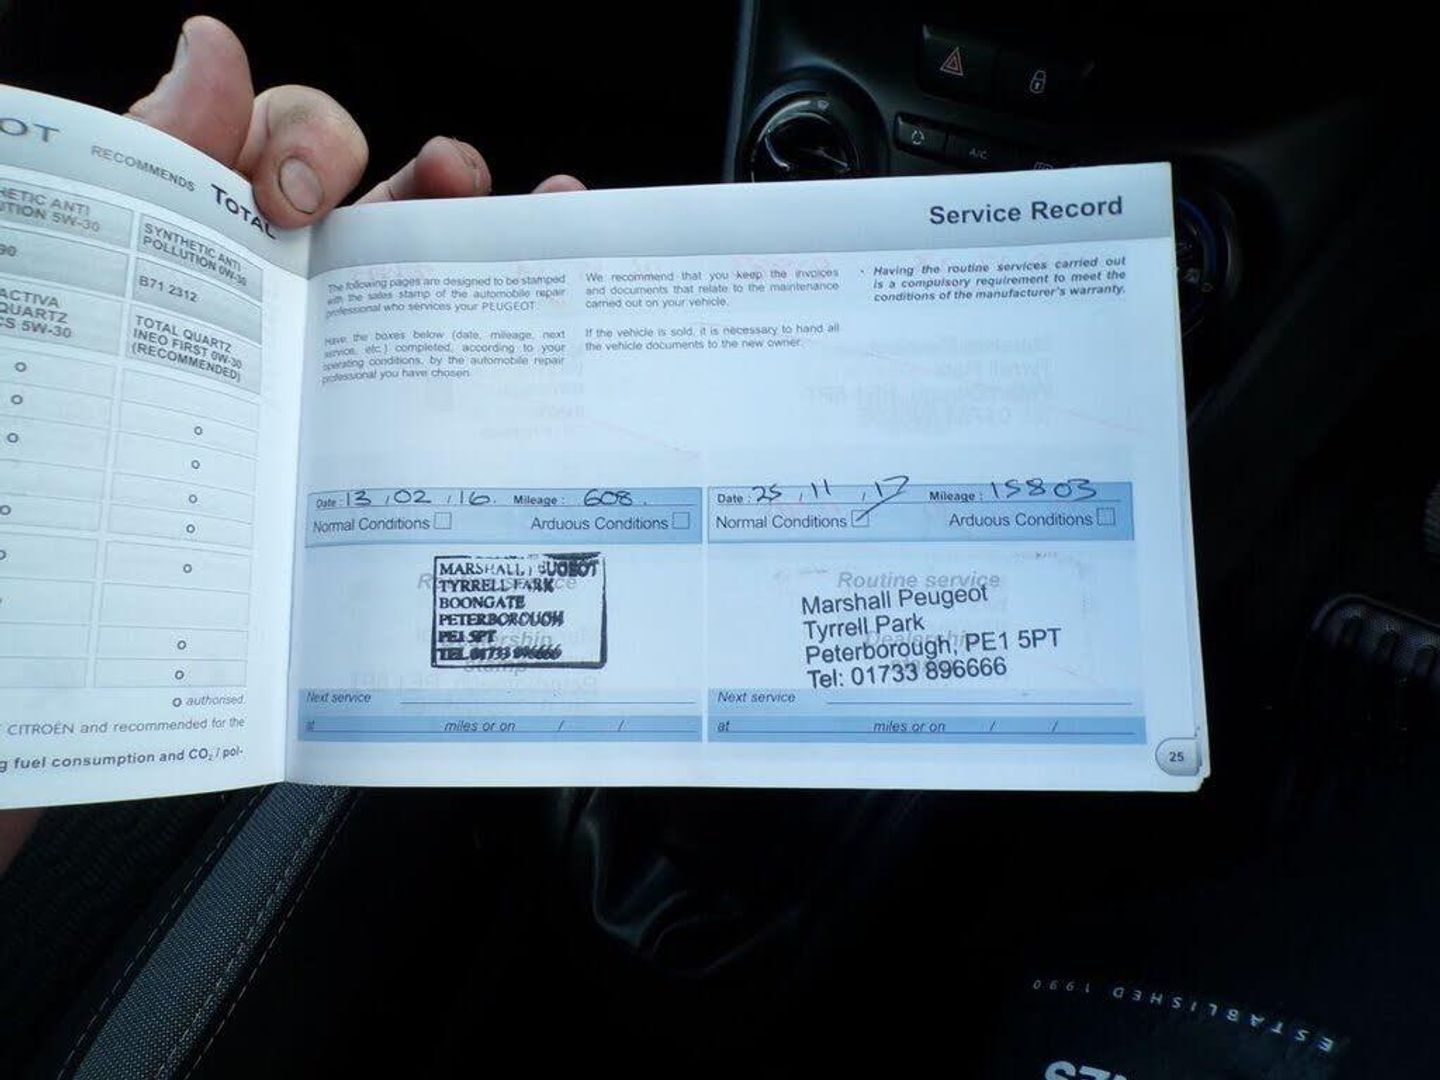 OT RECOMMENDS TOTAL
ETIC ANTI
UTION 5W-30
SYNTHETIC ANTI
POLLUTION 0W-30
90
B71 2312
ACTIVA
QUARTZ
CS 5W-30
TOTAL QUARTZ
INEO FIRST 0W-30
(RECOMMENDED)
o authorised
CITROËN and recommended for the
g fuel consumption and CO2 / pol-
Service Record
The following pages are designed to be stamped
with the sales stamp of the automobile repair
professional who services your PEUGEOT.
Have the boxes below (date, mileage, next
service, etc.) completed, according to your
operating conditions, by the automobile repair
professional you have chosen.
We recommend that you keep the invoices
and documents that relate to the maintenance
carried out on your vehicle.
If the vehicle is sold, it is necessary to hand all
the vehicle documents to the new owner.
• Having the routine services carried out
is a compulsory requirement to meet the
conditions of the manufacturer's warranty.
Date : 13 / 02 / 16. Mileage : 608.
Normal Conditions Arduous Conditions
MARSHALL PEUGEOT
TYRRELL PARK
BOONGATE
PETERBOROUGH
PE1 5PT
TEL 01733 896666
Next service
at miles or on / /
Date : 25 / 11 / 17 Mileage : 15803
Normal Conditions Arduous Conditions
Routine service
Marshall Peugeot
Tyrrell Park
Peterborough, PE1 5PT
Tel: 01733 896666
Next service
at miles or on / /
25
A/C
ESTABLISHED 1990